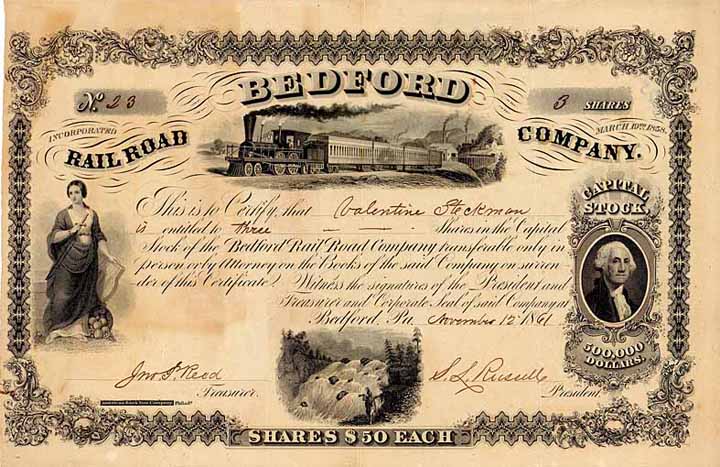 BEDFORD
No. 23
3 SHARES
INCORPORATED
MARCH 19TH 1858.
RAIL ROAD
COMPANY.
This is to Certify, that Valentine Steckman
is entitled to three Shares in the Capital
Stock of the Bedford Rail Road Company transferable only in
person or by Attorney on the Books of the said Company on surren-
der of this Certificate. Witness the signatures of the President and
Treasurer and Corporate Seal of said Company at
Bedford, Pa. November 12 1861
CAPITAL
STOCK,
500,000
DOLLARS.
Jno. P. Reed
Treasurer.
S. L. Russell
President.
SHARES $50 EACH